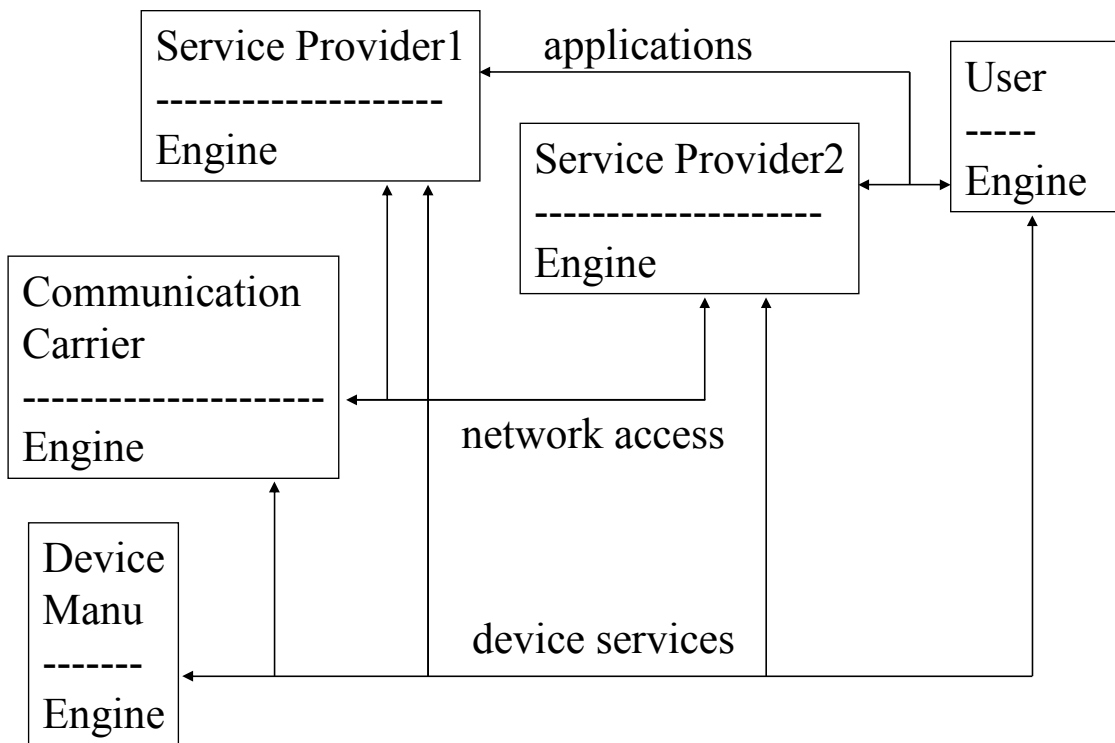 Service Provider1
--------------------
Engine
applications
User
-----
Engine
Service Provider2
--------------------
Engine
Communication
Carrier
---------------------
Engine
network access
Device
Manu
-------
Engine
device services